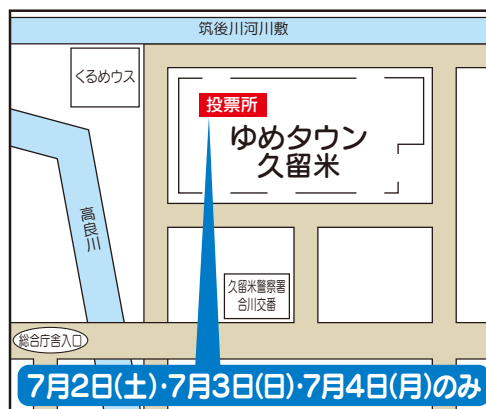 筑後川河川敷
くるめウス
投票所
ゆめタウン
久留米
高良川
久留米警察署
合川交番
総合庁舎入口
7月2日(土)・7月3日(日)・7月4日(月)のみ